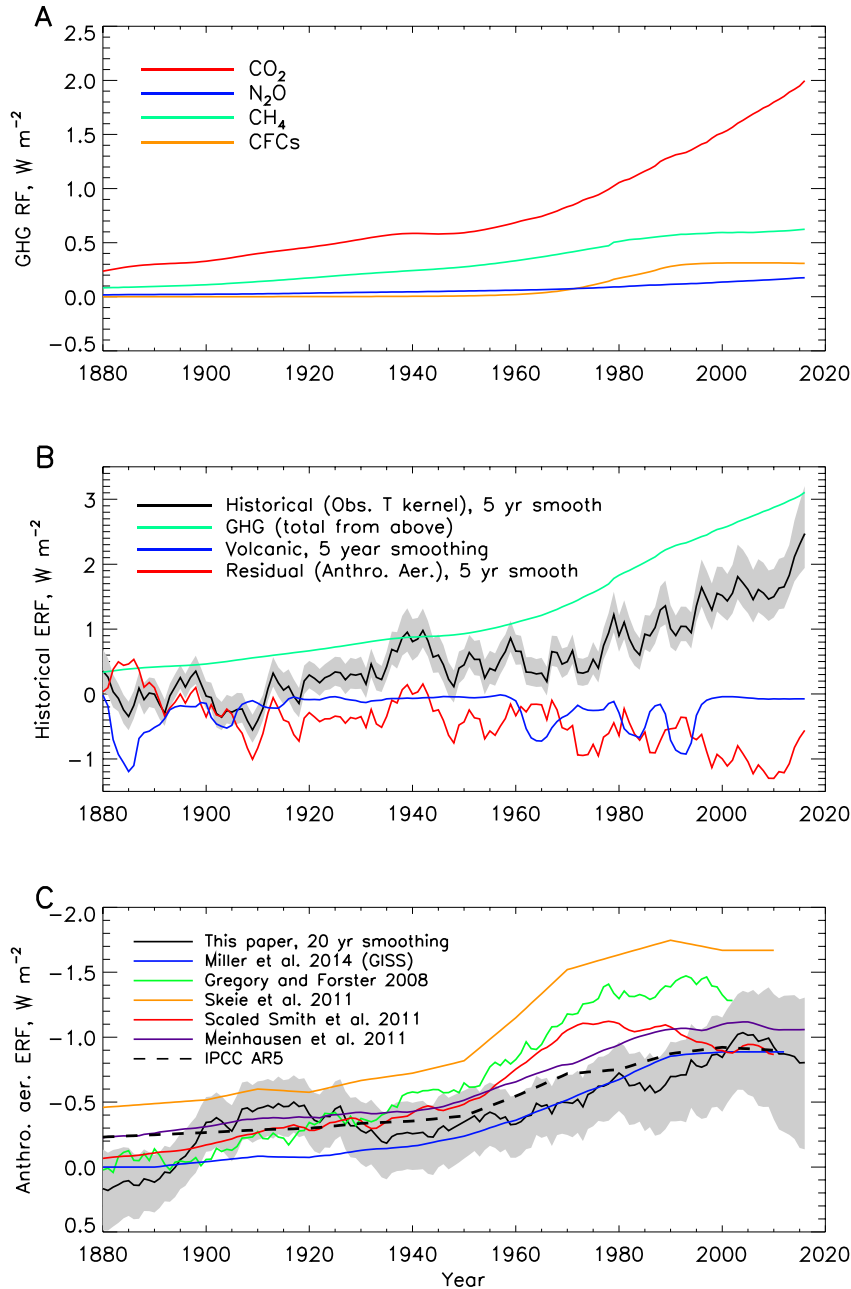 A
2.5
2.0
1.5
1.0
0.5
0.0
−0.5
GHG RF, W m⁻²
CO₂
N₂O
CH₄
CFCs
1880 1900 1920 1940 1960 1980 2000 2020
B
3
2
1
0
−1
Historical ERF, W m⁻²
Historical (Obs. T kernel), 5 yr smooth
GHG (total from above)
Volcanic, 5 year smoothing
Residual (Anthro. Aer.), 5 yr smooth
1880 1900 1920 1940 1960 1980 2000 2020
C
−2.0
−1.5
−1.0
−0.5
0.0
0.5
Anthro. aer. ERF, W m⁻²
This paper, 20 yr smoothing
Miller et al. 2014 (GISS)
Gregory and Forster 2008
Skeie et al. 2011
Scaled Smith et al. 2011
Meinhausen et al. 2011
IPCC AR5
1880 1900 1920 1940 1960 1980 2000 2020
Year